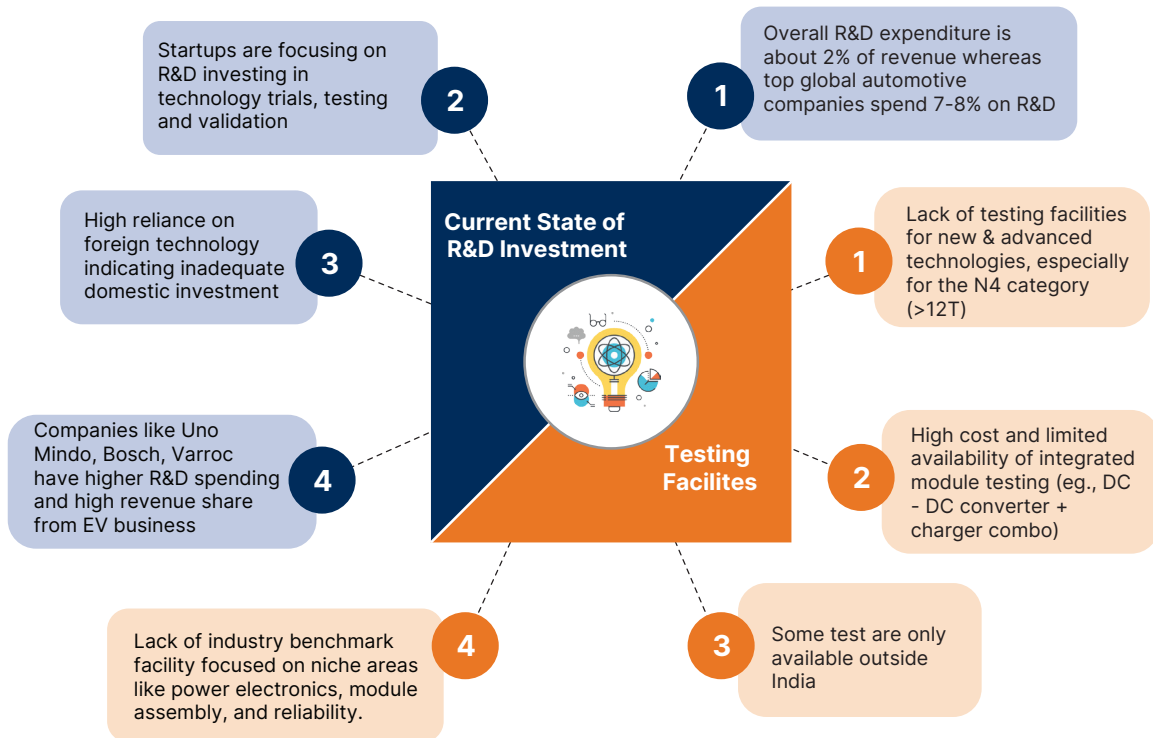 Startups are focusing on
R&D investing in
technology trials, testing
and validation
2
Overall R&D expenditure is
about 2% of revenue whereas
top global automotive
companies spend 7-8% on R&D
1
High reliance on
foreign technology
indicating inadequate
domestic investment
3
Companies like Uno
Mindo, Bosch, Varroc
have higher R&D spending
and high revenue share
from EV business
4
Current State of
R&D Investment
Testing
Facilites
Lack of testing facilities
for new & advanced
technologies, especially
for the N4 category
(>12T)
1
High cost and limited
availability of integrated
module testing (eg., DC
- DC converter +
charger combo)
2
Some test are only
available outside
India
3
Lack of industry benchmark
facility focused on niche areas
like power electronics, module
assembly, and reliability.
4